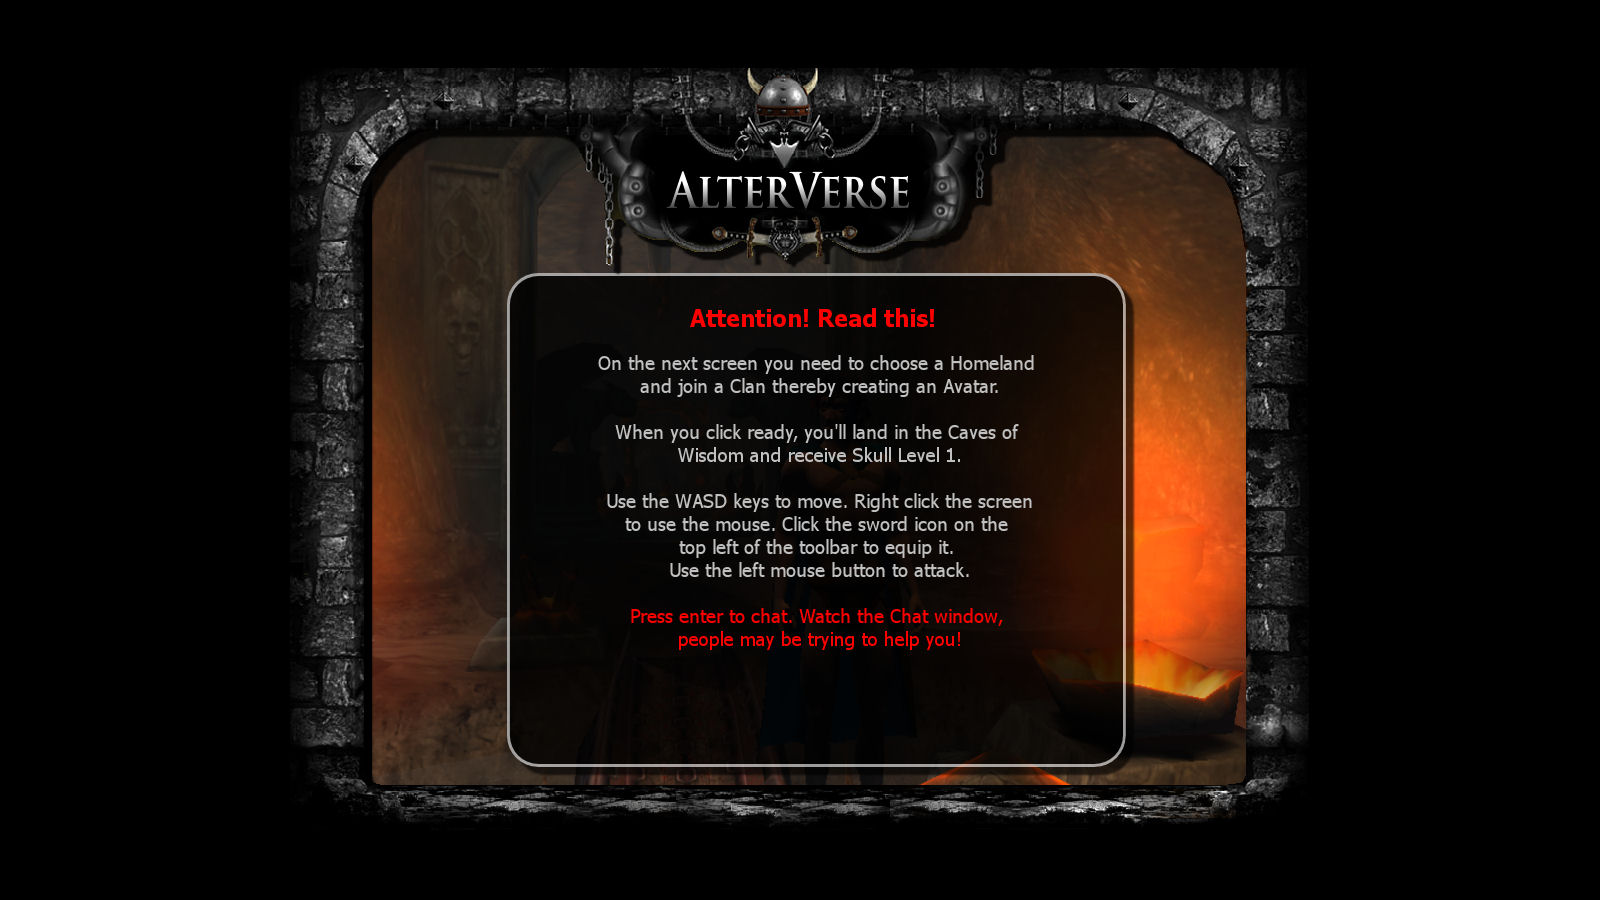 ALTERVERSE
Attention! Read this!
On the next screen you need to choose a Homeland
and join a Clan thereby creating an Avatar.
When you click ready, you'll land in the Caves of
Wisdom and receive Skull Level 1.
Use the WASD keys to move. Right click the screen
to use the mouse. Click the sword icon on the
top left of the toolbar to equip it.
Use the left mouse button to attack.
Press enter to chat. Watch the Chat window,
people may be trying to help you!